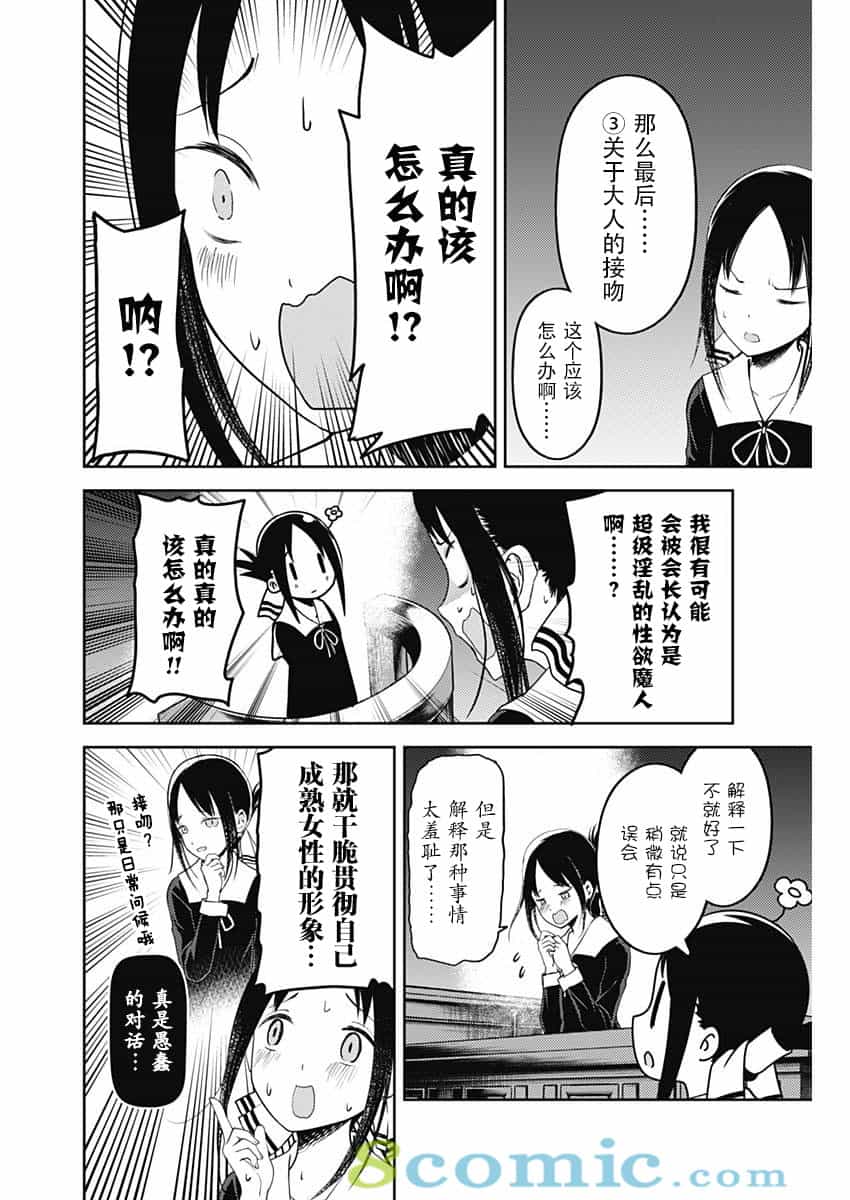 那么最后……
③关于大人的接吻
这个应该
怎么办啊……
真的该
怎么办啊!?
呐!?
我很有可能
会被会长认为是
超级淫乱的性欲魔人
啊……?
真的真的
该怎么办啊!!
解释一下
不就好了
就说只是
稍微有点
误会
但是
解释那种事情
太羞耻了……
那就干脆贯彻自己
成熟女性的形象…
接吻?
那只是日常问候哦
真是愚蠢
的对话…
8comic.com